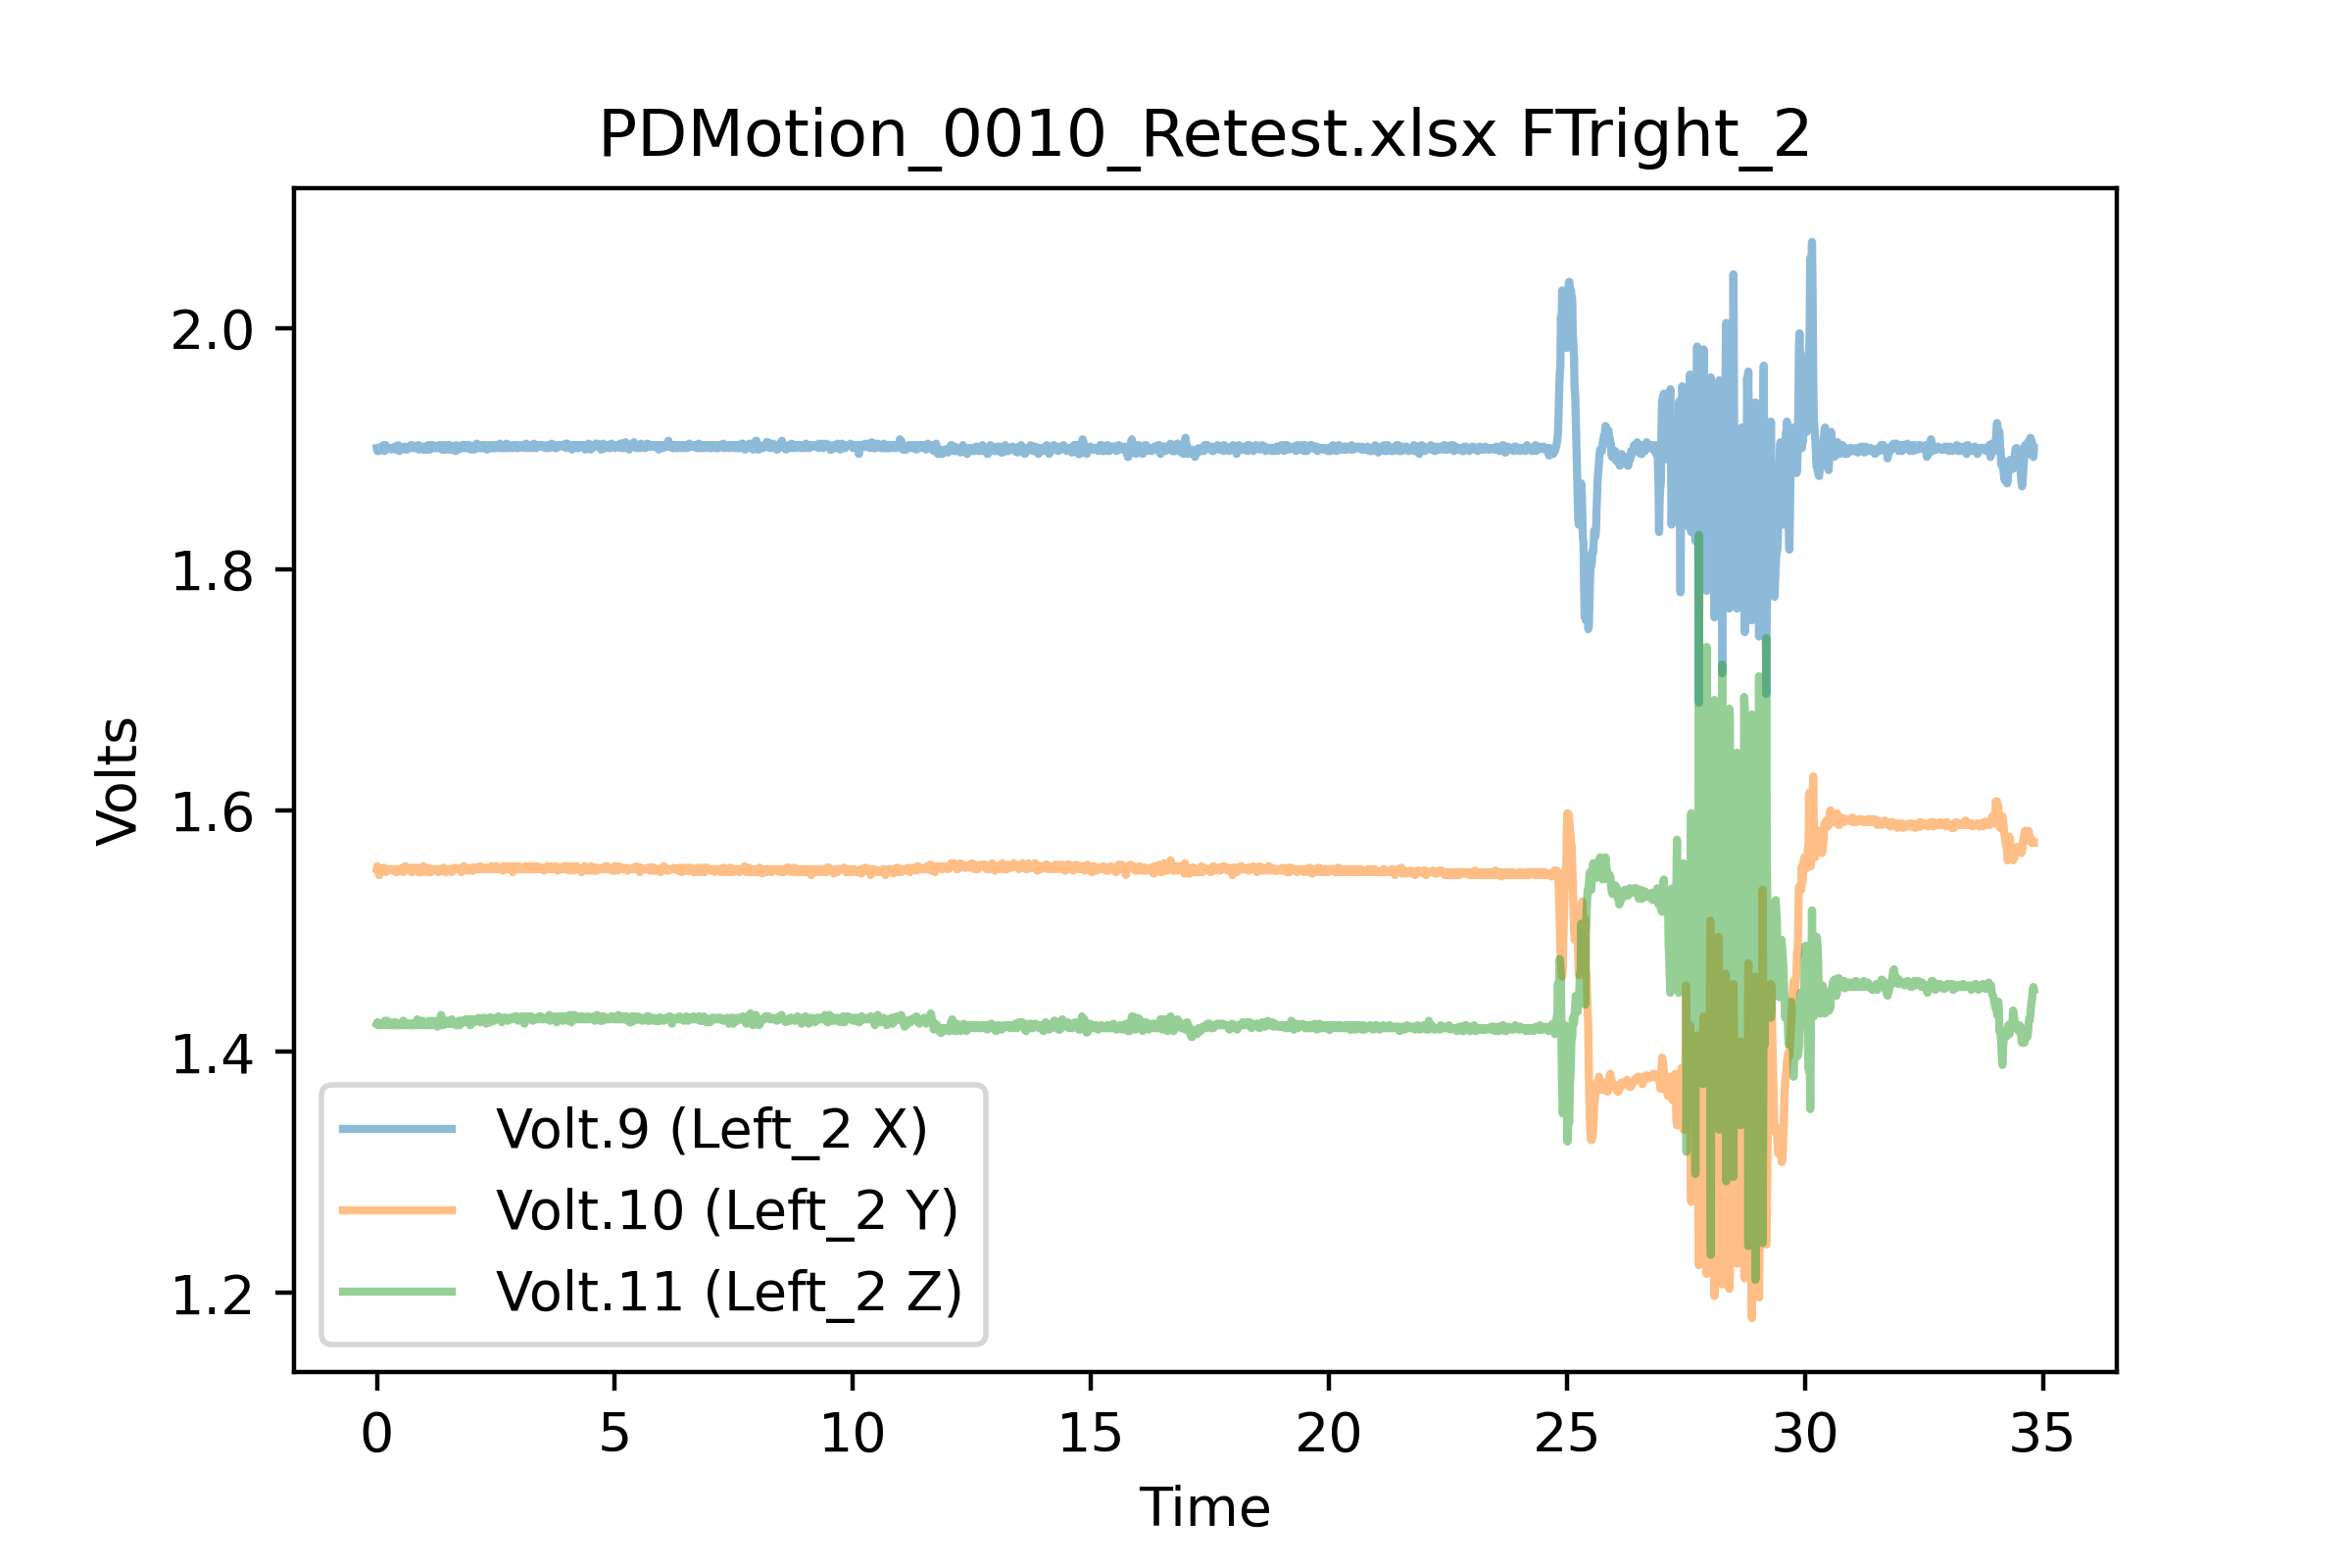 PDMotion_0010_Retest.xlsx FTright_2
Volts
2.0
1.8
1.6
1.4
1.2
Volt.9 (Left_2 X)
Volt.10 (Left_2 Y)
Volt.11 (Left_2 Z)
0 5 10 15 20 25 30 35
Time